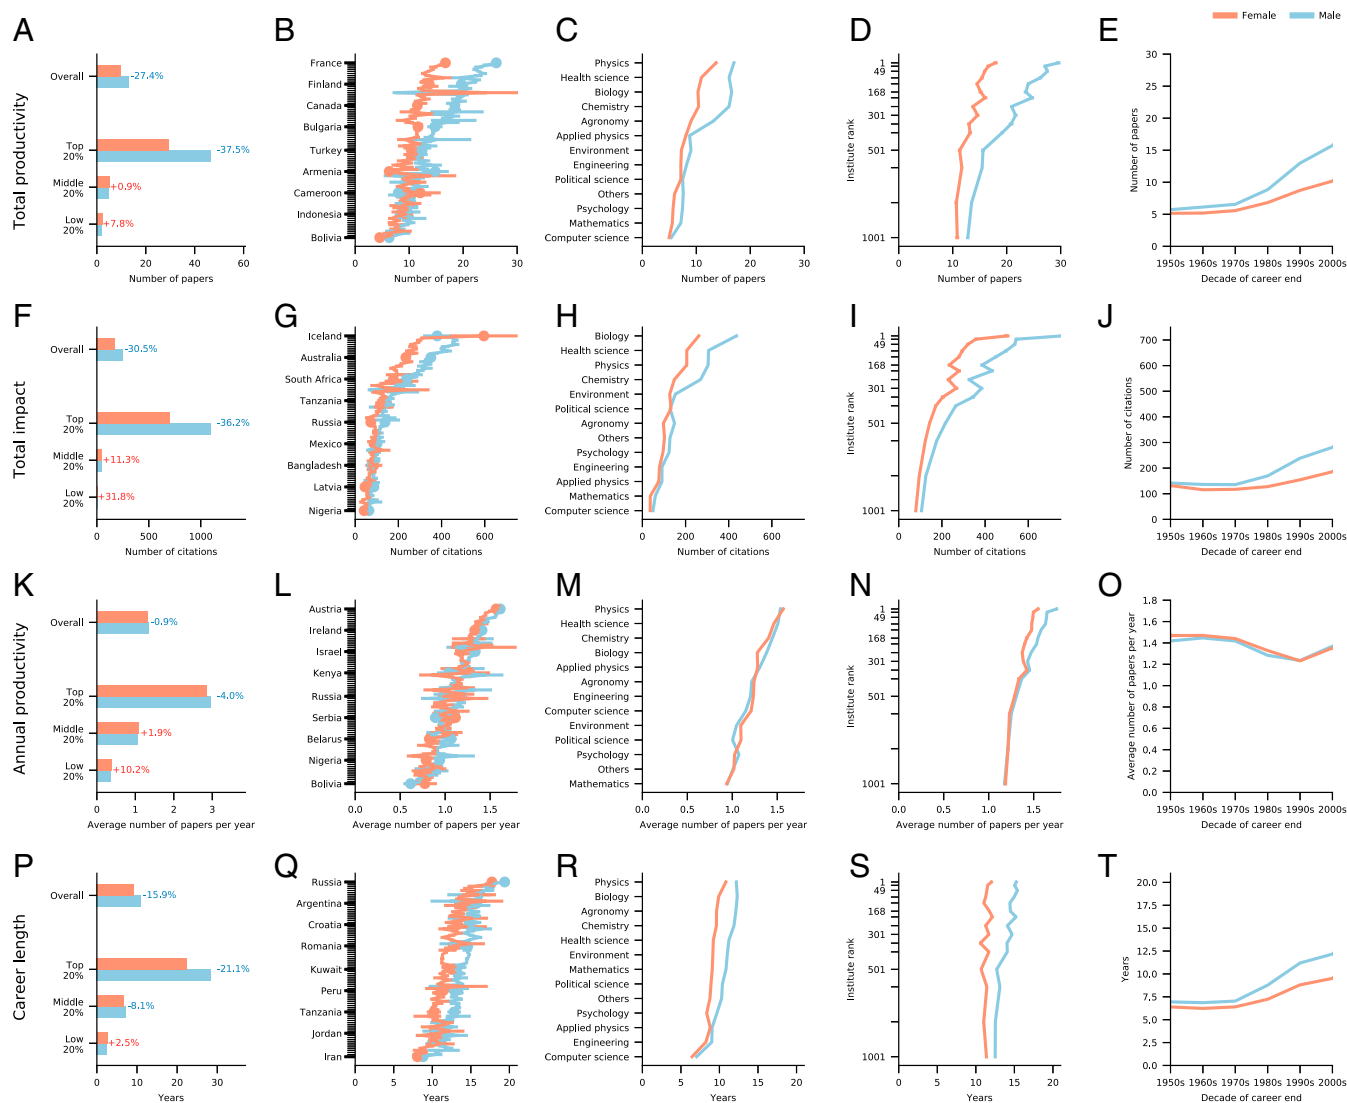 Female Male
A
Total productivity
Overall
Top
20%
Middle
20%
Low
20%
-27.4%
-37.5%
+0.9%
+7.8%
0 20 40 60
Number of papers
B
France
Finland
Canada
Bulgaria
Turkey
Armenia
Cameroon
Indonesia
Bolivia
0 10 20 30
Number of papers
C
Physics
Health science
Biology
Chemistry
Agronomy
Applied physics
Environment
Engineering
Political science
Others
Psychology
Mathematics
Computer science
0 10 20 30
Number of papers
D
Institute rank
1
49
168
301
501
1001
0 10 20 30
Number of papers
E
Number of papers
30
25
20
15
10
5
0
1950s 1960s 1970s 1980s 1990s 2000s
Decade of career end
F
Total impact
Overall
Top
20%
Middle
20%
Low
20%
-30.5%
-36.2%
+11.3%
+31.8%
0 500 1000
Number of citations
G
Iceland
Australia
South Africa
Tanzania
Russia
Mexico
Bangladesh
Latvia
Nigeria
0 200 400 600
Number of citations
H
Biology
Health science
Physics
Chemistry
Environment
Political science
Agronomy
Others
Psychology
Engineering
Applied physics
Mathematics
Computer science
0 200 400 600
Number of citations
I
Institute rank
1
49
168
301
501
1001
0 200 400 600
Number of citations
J
Number of citations
700
600
500
400
300
200
100
0
1950s 1960s 1970s 1980s 1990s 2000s
Decade of career end
K
Annual productivity
Overall
Top
20%
Middle
20%
Low
20%
-0.9%
-4.0%
+1.9%
+10.2%
0 1 2 3
Average number of papers per year
L
Austria
Ireland
Israel
Kenya
Russia
Serbia
Belarus
Nigeria
Bolivia
0.0 0.5 1.0 1.5
Average number of papers per year
M
Physics
Health science
Chemistry
Biology
Applied physics
Agronomy
Engineering
Computer science
Environment
Political science
Psychology
Others
Mathematics
0.0 0.5 1.0 1.5
Average number of papers per year
N
Institute rank
1
49
168
301
501
1001
0.0 0.5 1.0 1.5
Average number of papers per year
O
Average number of papers per year
1.8
1.6
1.4
1.2
1.0
0.8
0.6
0.4
0.2
0.0
1950s 1960s 1970s 1980s 1990s 2000s
Decade of career end
P
Career length
Overall
Top
20%
Middle
20%
Low
20%
-15.9%
-21.1%
-8.1%
+2.5%
0 10 20 30
Years
Q
Russia
Argentina
Croatia
Romania
Kuwait
Peru
Tanzania
Jordan
Iran
0 5 10 15 20
Years
R
Physics
Biology
Agronomy
Chemistry
Health science
Environment
Mathematics
Political science
Others
Psychology
Applied physics
Engineering
Computer science
0 5 10 15 20
Years
S
Institute rank
1
49
168
301
501
1001
0 5 10 15 20
Years
T
Years
20.0
17.5
15.0
12.5
10.0
7.5
5.0
2.5
0.0
1950s 1960s 1970s 1980s 1990s 2000s
Decade of career end